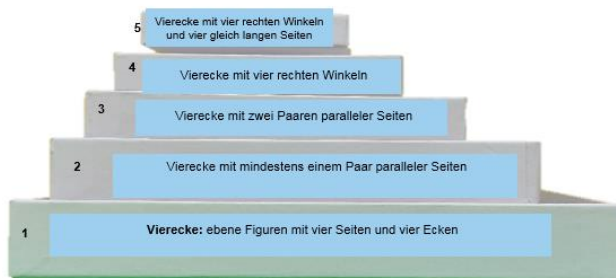 5
Vierecke mit vier rechten Winkeln
und vier gleich langen Seiten
4
Vierecke mit vier rechten Winkeln
3
Vierecke mit zwei Paaren paralleler Seiten
2
Vierecke mit mindestens einem Paar paralleler Seiten
1
Vierecke: ebene Figuren mit vier Seiten und vier Ecken